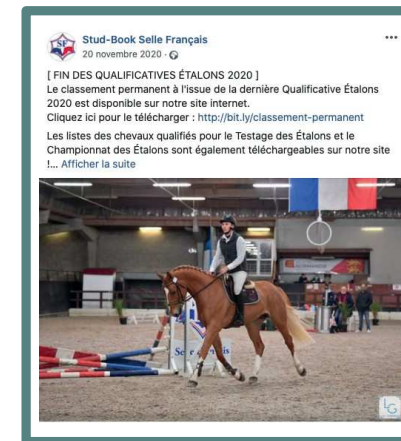 Stud-Book Selle Français
20 novembre 2020
[ FIN DES QUALIFICATIVES ÉTALONS 2020 ]
Le classement permanent à l'issue de la dernière Qualificative Étalons
2020 est disponible sur notre site internet.
Cliquez ici pour le télécharger : http://bit.ly/classement-permanent
Les listes des chevaux qualifiés pour le Testage des Étalons et le
Championnat des Étalons sont également téléchargeables sur notre site
!... Afficher la suite
SF
LG